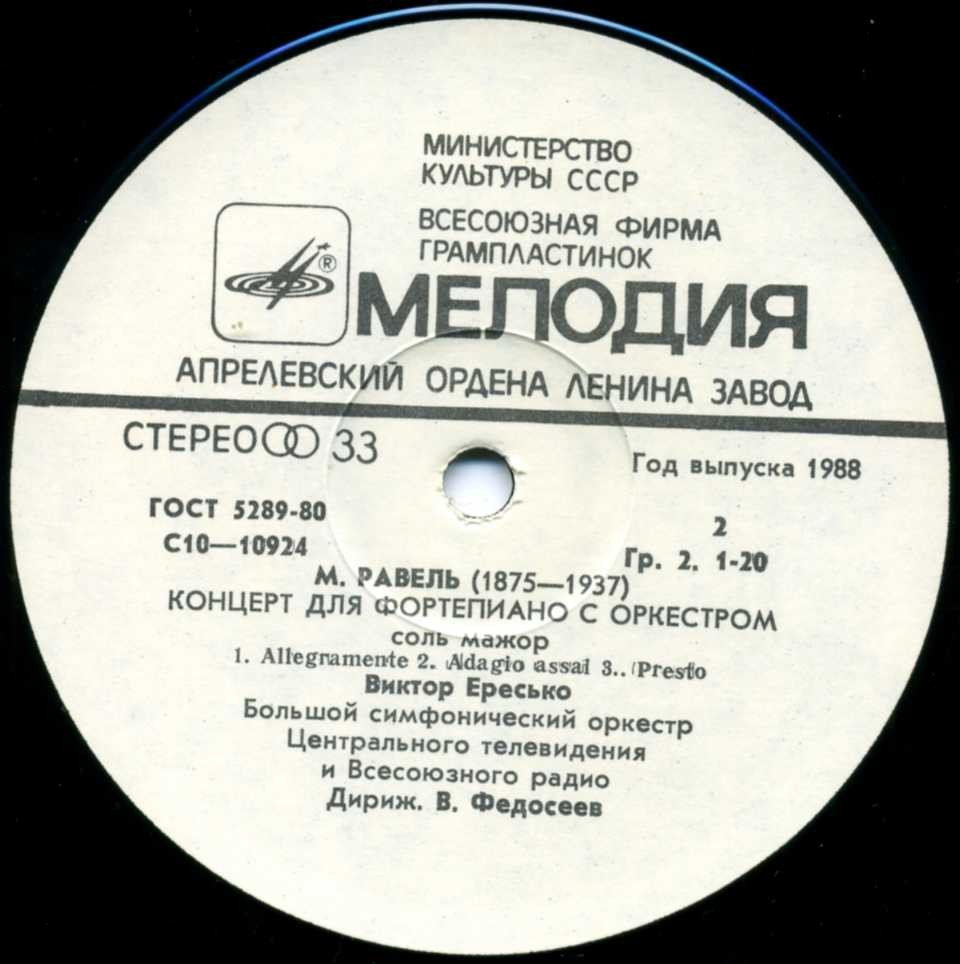 МИНИСТЕРСТВО
КУЛЬТУРЫ СССР
ВСЕСОЮЗНАЯ ФИРМА
ГРАМПЛАСТИНОК
®
МЕЛОДИЯ
АПРЕЛЕВСКИЙ ОРДЕНА ЛЕНИНА ЗАВОД
СТЕРЕО 33
Год выпуска 1988
ГОСТ 5289-80
2
С10—10924
Гр. 2. 1-20
М. РАВЕЛЬ (1875—1937)
КОНЦЕРТ ДЛЯ ФОРТЕПИАНО С ОРКЕСТРОМ
соль мажор
1. Allegramente 2. Adagio assai 3.. Presto
Виктор Ересько
Большой симфонический оркестр
Центрального телевидения
и Всесоюзного радио
Дириж. В. Федосеев